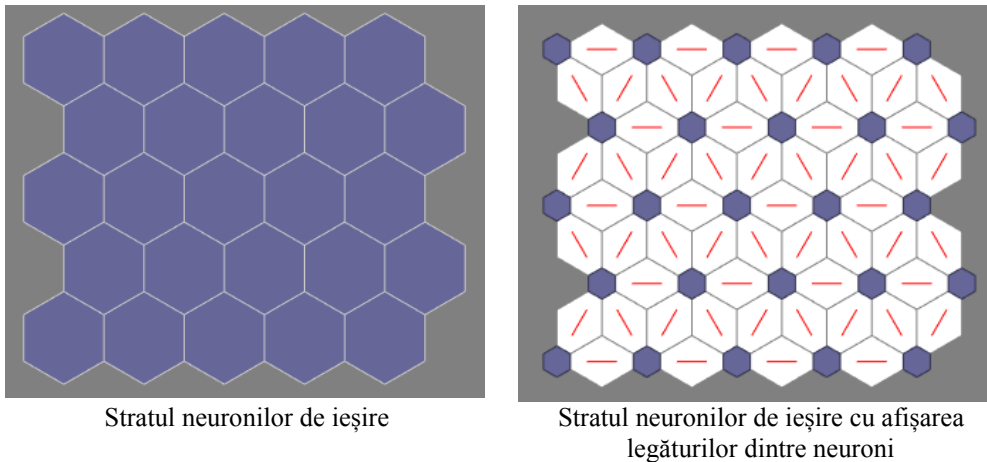 Stratul neuronilor de ieșire
Stratul neuronilor de ieșire cu afișarea
legăturilor dintre neuroni